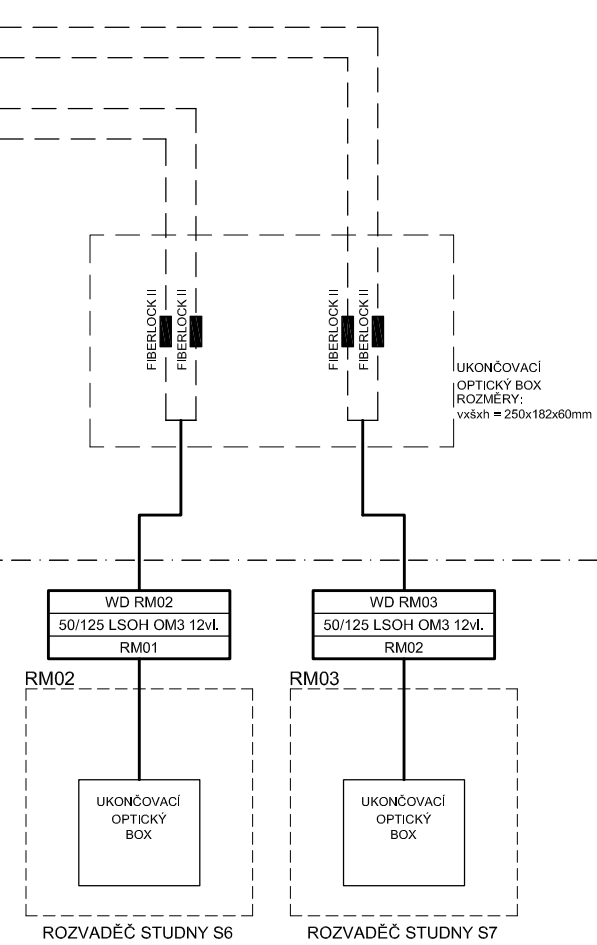 FIBERLOCK II
FIBERLOCK II
FIBERLOCK II
FIBERLOCK II
UKONČOVACÍ
OPTICKÝ BOX
ROZMĚRY:
vxšxh = 250x182x60mm
WD RM02
50/125 LSOH OM3 12vl.
RM01
WD RM03
50/125 LSOH OM3 12vl.
RM02
RM02
RM03
UKONČOVACÍ
OPTICKÝ
BOX
UKONČOVACÍ
OPTICKÝ
BOX
ROZVADĚČ STUDNY S6
ROZVADĚČ STUDNY S7